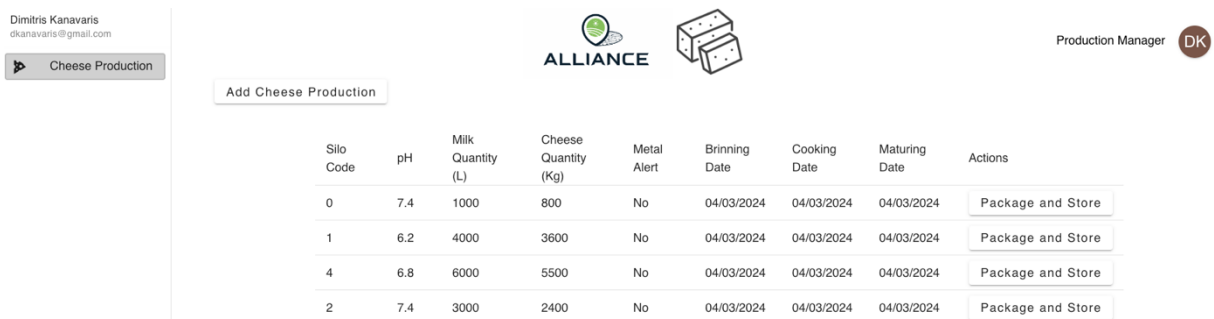 Dimitris Kanavaris
dkanavaris@gmail.com
Cheese Production
ALLIANCE
Production Manager
DK
Add Cheese Production
Silo Code pH Milk Quantity (L) Cheese Quantity (Kg) Metal Alert Brinning Date Cooking Date Maturing Date Actions
0 7.4 1000 800 No 04/03/2024 04/03/2024 04/03/2024 Package and Store
1 6.2 4000 3600 No 04/03/2024 04/03/2024 04/03/2024 Package and Store
4 6.8 6000 5500 No 04/03/2024 04/03/2024 04/03/2024 Package and Store
2 7.4 3000 2400 No 04/03/2024 04/03/2024 04/03/2024 Package and Store